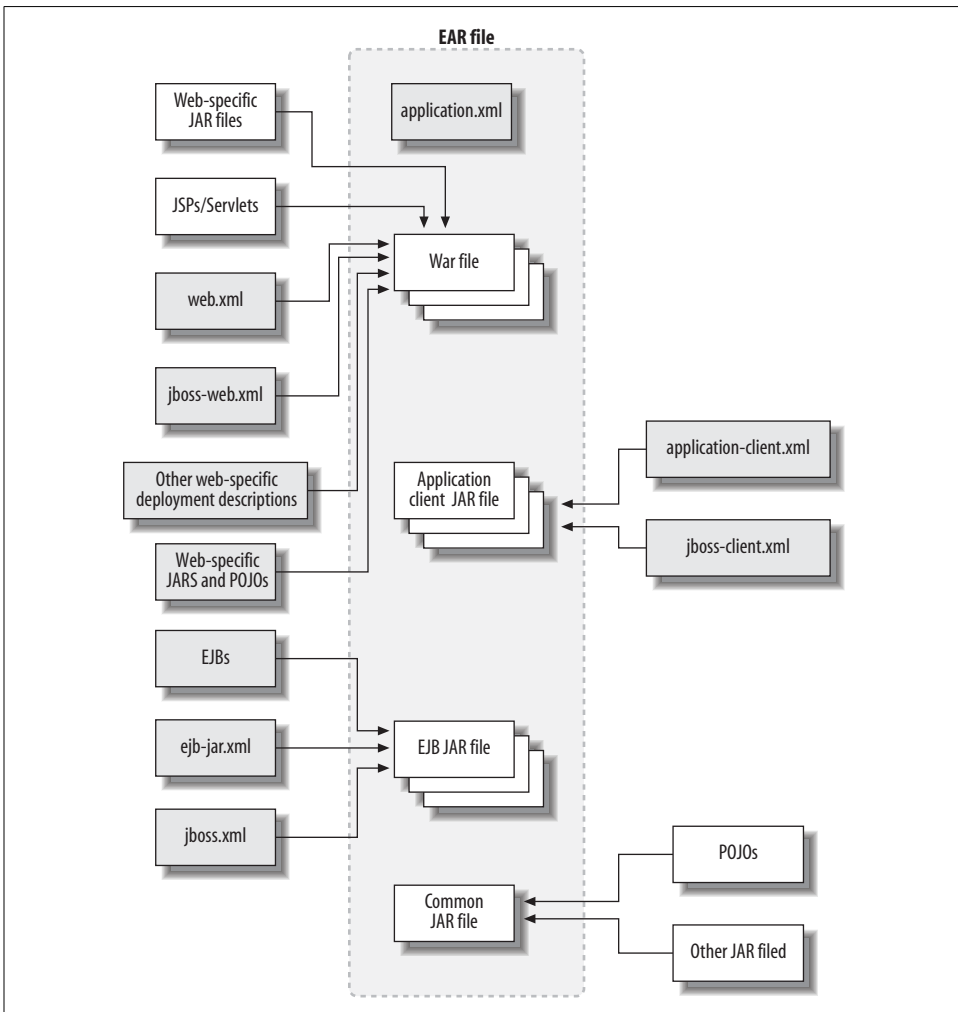 EAR file
Web-specific
JAR files
application.xml
JSPs/Servlets
War file
web.xml
jboss-web.xml
Other web-specific
deployment descriptions
Application
client JAR file
application-client.xml
jboss-client.xml
Web-specific
JARS and POJOs
EJBs
ejb-jar.xml
EJB JAR file
jboss.xml
POJOs
Common
JAR file
Other JAR filed